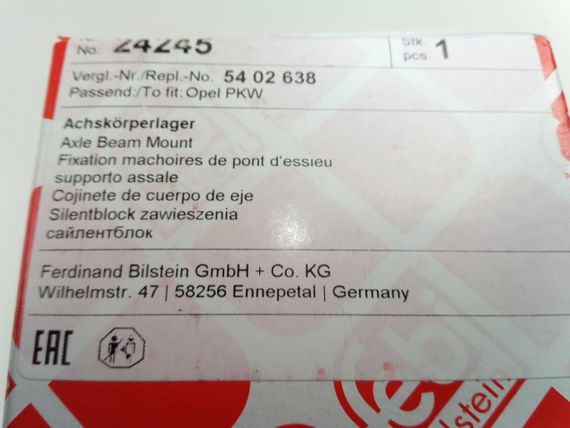 No. 24245
Stk. pcs. 1
Vergl.-Nr./Repl.-No. 54 02 638
Passend:/To fit: Opel PKW
Achskörperlager
Axle Beam Mount
Fixation machoires de pont d'essieu
supporto assale
Cojinete de cuerpo de eje
Silentblock zawieszenia
сайлентблок
Ferdinand Bilstein GmbH + Co. KG
Wilhelmstr. 47 | 58256 Ennepetal | Germany
EAC